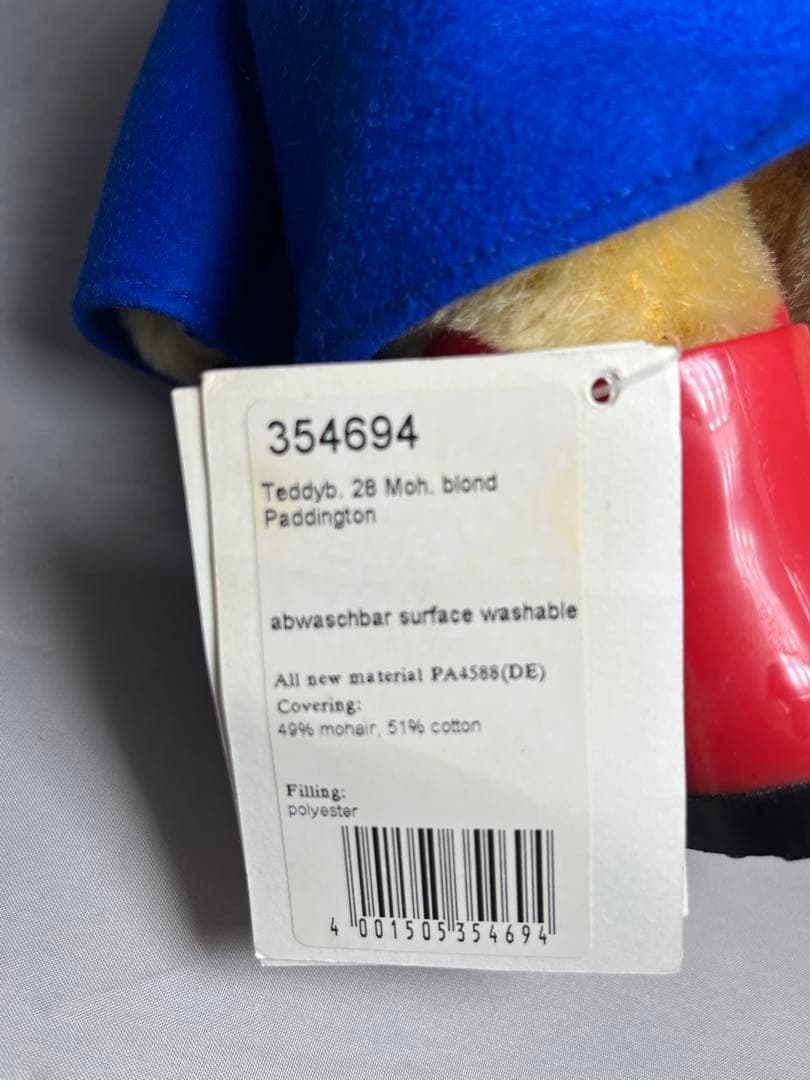 354694
Teddyb. 28 Moh. blond
Paddington
abwaschbar surface washable
All new material PA4588(DE)
Covering:
49% mohair, 51% cotton
Filling:
polyester
4 001505 354694